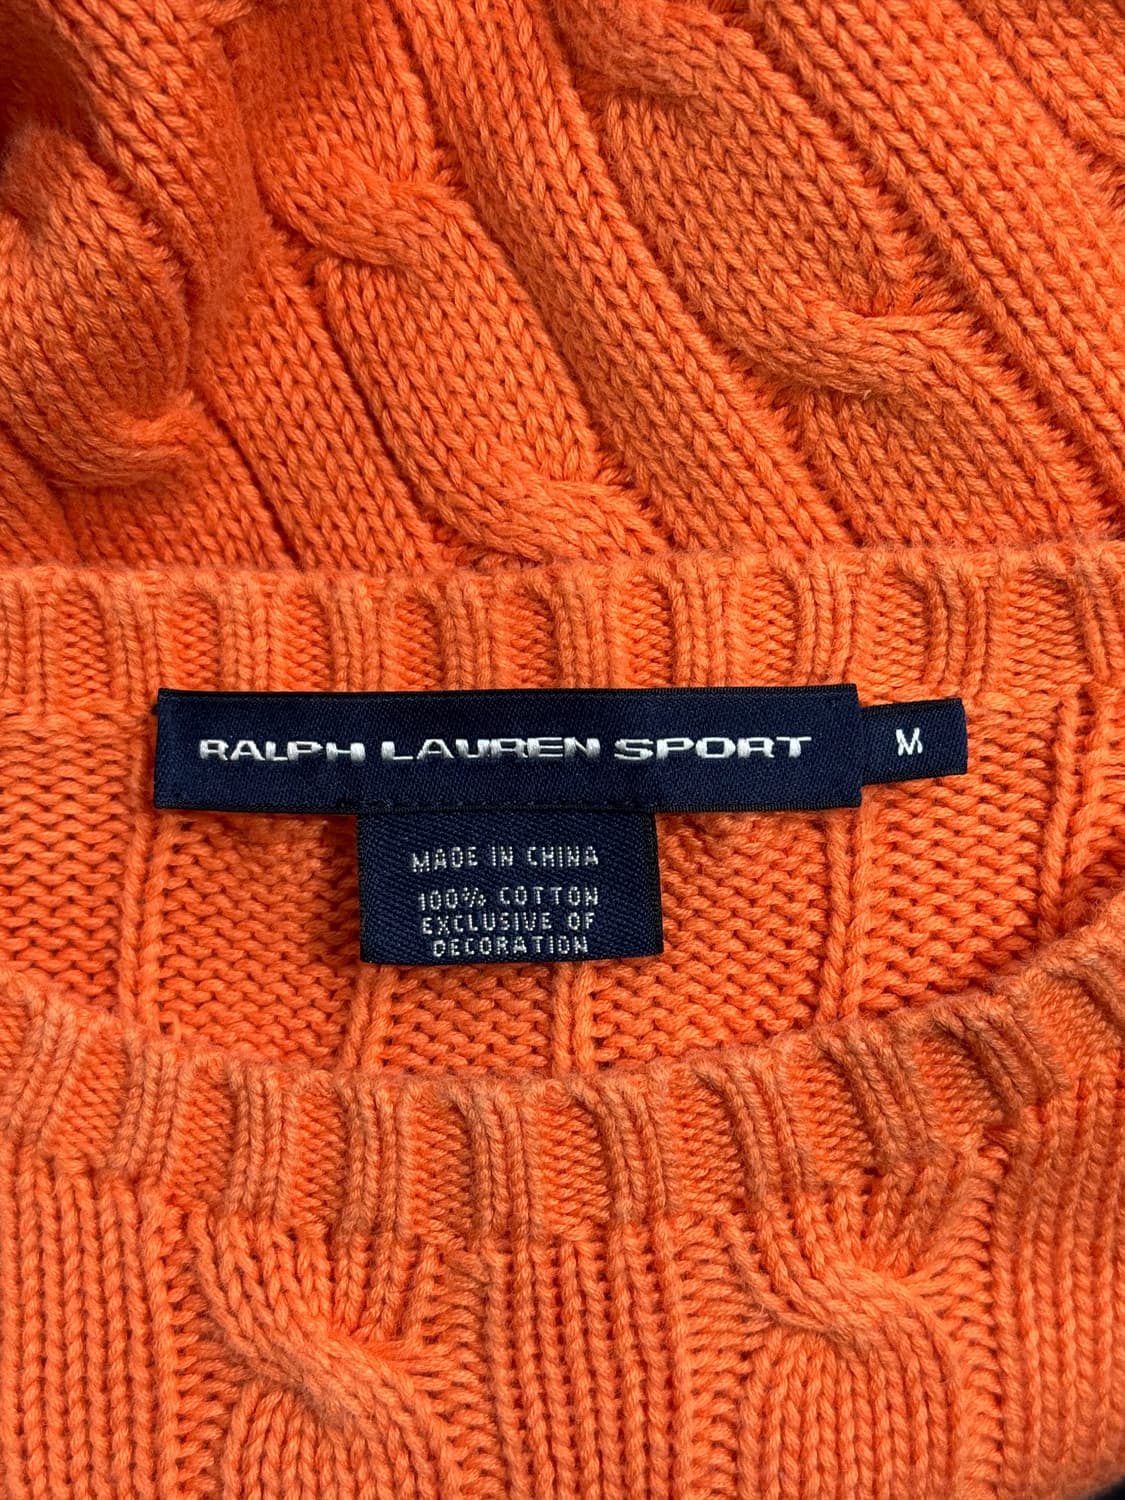 RALPH LAUREN SPORT
M
MADE IN CHINA
100% COTTON
EXCLUSIVE OF
DECORATION